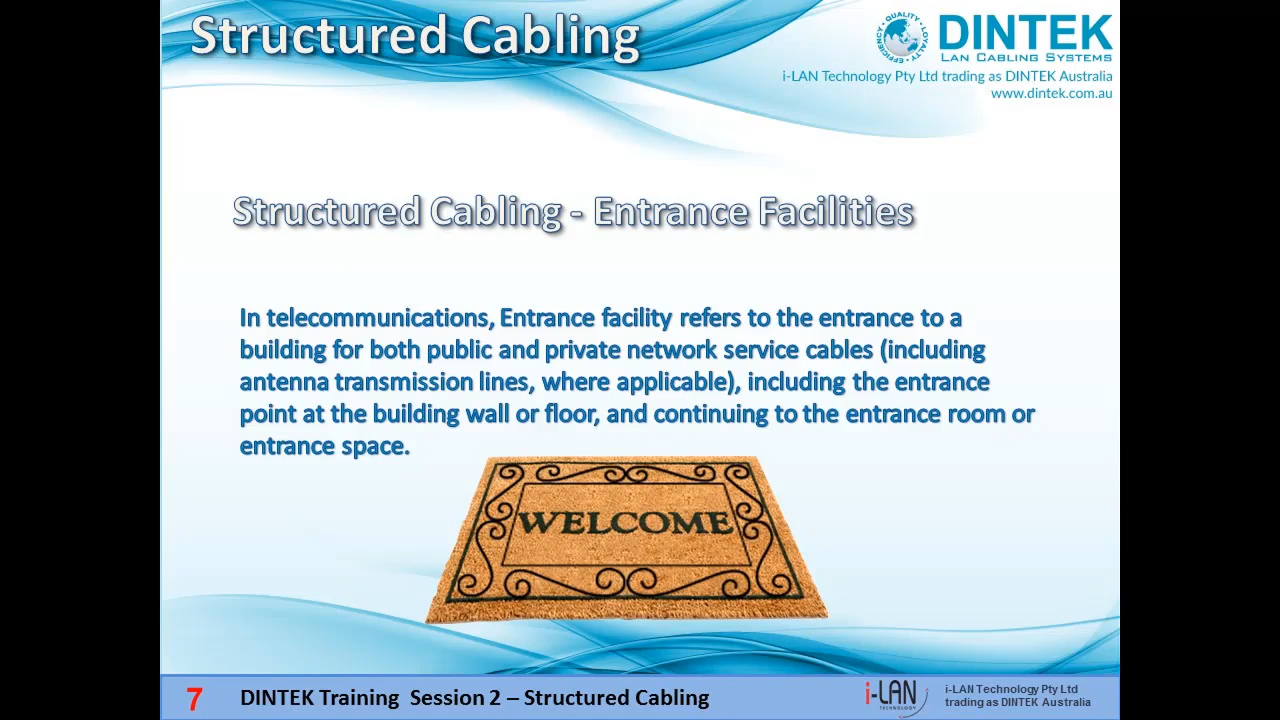 Structured Cabling
QUALITY LOYALTY EFFICIENCY
DINTEK
LAN CABLING SYSTEMS
i-LAN Technology Pty Ltd trading as DINTEK Australia
www.dintek.com.au
Structured Cabling - Entrance Facilities
In telecommunications, Entrance facility refers to the entrance to a
building for both public and private network service cables (including
antenna transmission lines, where applicable), including the entrance
point at the building wall or floor, and continuing to the entrance room or
entrance space.
WELCOME
7
DINTEK Training Session 2 – Structured Cabling
i-LAN
TECHNOLOGY
i-LAN Technology Pty Ltd
trading as DINTEK Australia